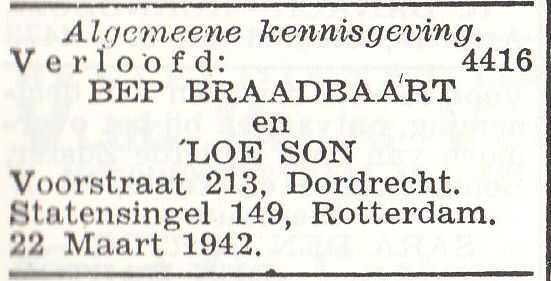 Algemeene kennisgeving.
Verloofd: 4416
BEP BRAADBAART
en
LOE SON
Voorstraat 213, Dordrecht.
Statensingel 149, Rotterdam.
22 Maart 1942.